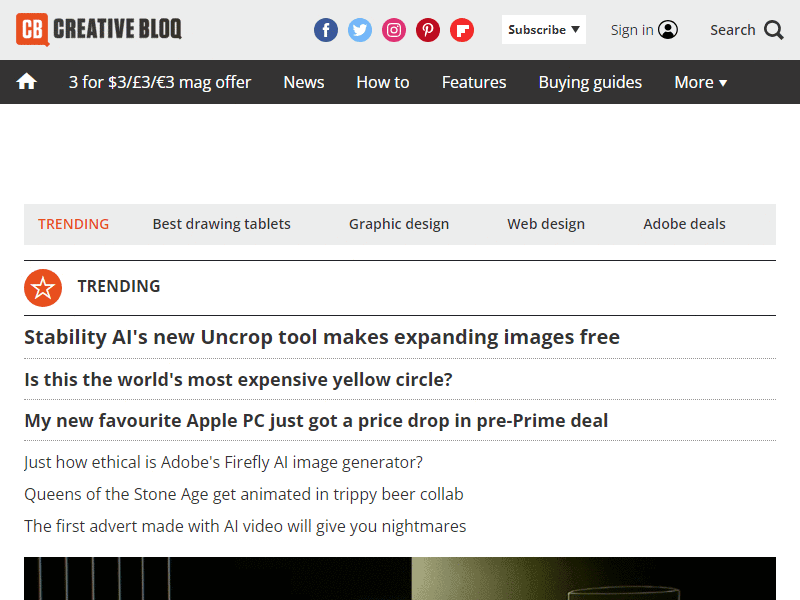 CB CREATIVE BLOQ
Subscribe ▼
Sign in
Search
3 for $3/£3/€3 mag offer
News
How to
Features
Buying guides
More ▼
TRENDING
Best drawing tablets
Graphic design
Web design
Adobe deals
TRENDING
Stability AI's new Uncrop tool makes expanding images free
Is this the world's most expensive yellow circle?
My new favourite Apple PC just got a price drop in pre-Prime deal
Just how ethical is Adobe's Firefly AI image generator?
Queens of the Stone Age get animated in trippy beer collab
The first advert made with AI video will give you nightmares